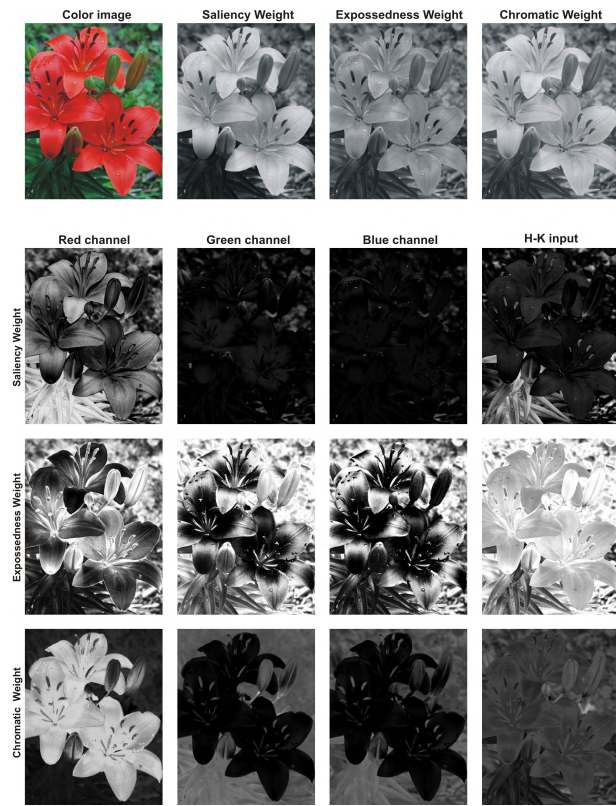 Color image
Saliency Weight
Expossedness Weight
Chromatic Weight
Red channel
Green channel
Blue channel
H-K input
Saliency Weight
Expossedness Weight
Chromatic Weight